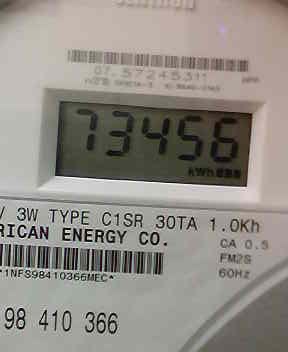 07.57245311
73456
kWh
V 3W TYPE C1SR 30TA 1.0Kh
RICAN ENERGY CO.
CA 0.5
FM2S
60Hz
*1NFS98410366MEC*
98 410 366